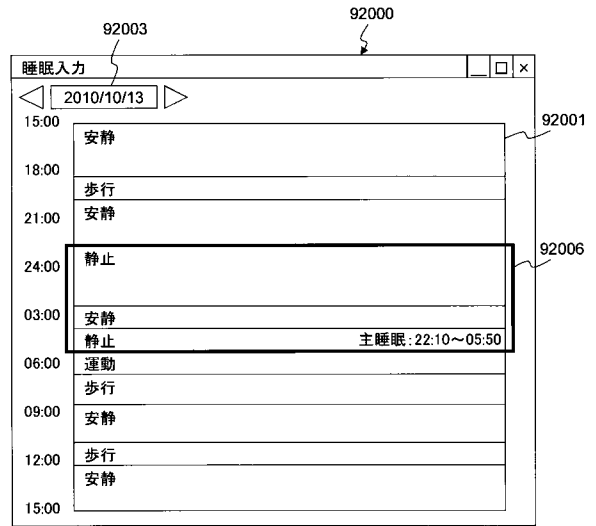 92000
92003
睡眠入力
2010/10/13
15:00
安静
92001
18:00
歩行
21:00
安静
静止
92006
24:00
03:00
安静
静止 主睡眠:22:10～05:50
06:00
運動
歩行
09:00
安静
12:00
歩行
安静
15:00